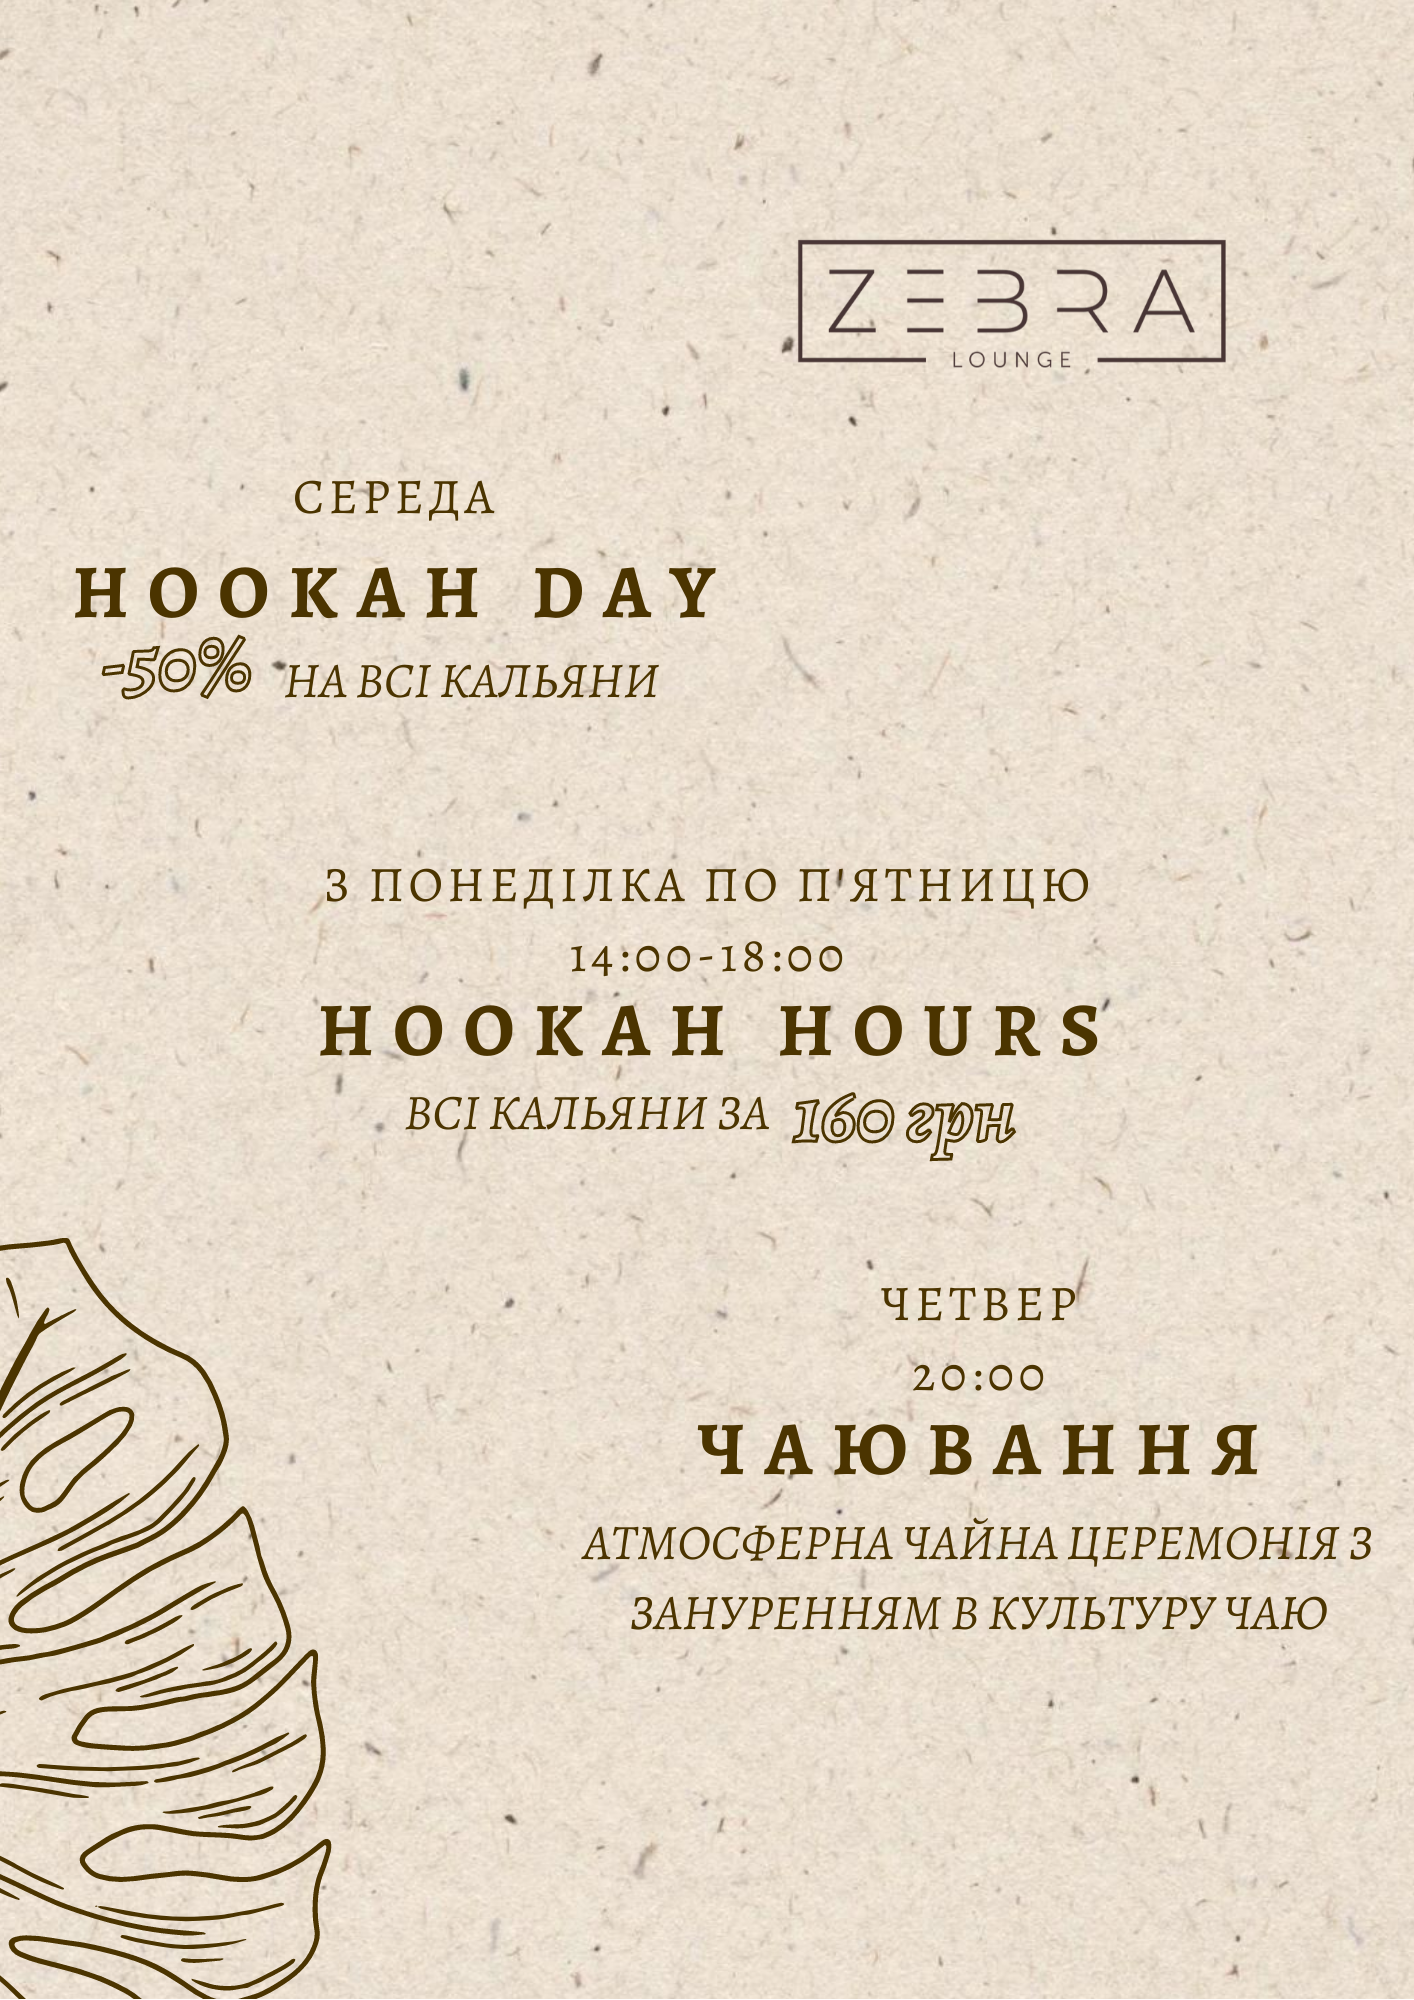 ZEBRA
LOUNGE
СЕРЕДА
HOOKAH DAY
-50% НА ВСІ КАЛЬЯНИ
З ПОНЕДІЛКА ПО П'ЯТНИЦЮ
14:00-18:00
HOOKAH HOURS
ВСІ КАЛЬЯНИ ЗА 160 грн
ЧЕТВЕР
20:00
ЧАЮВАННЯ
АТМОСФЕРНА ЧАЙНА ЦЕРЕМОНІЯ З
ЗАНУРЕННЯМ В КУЛЬТУРУ ЧАЮ